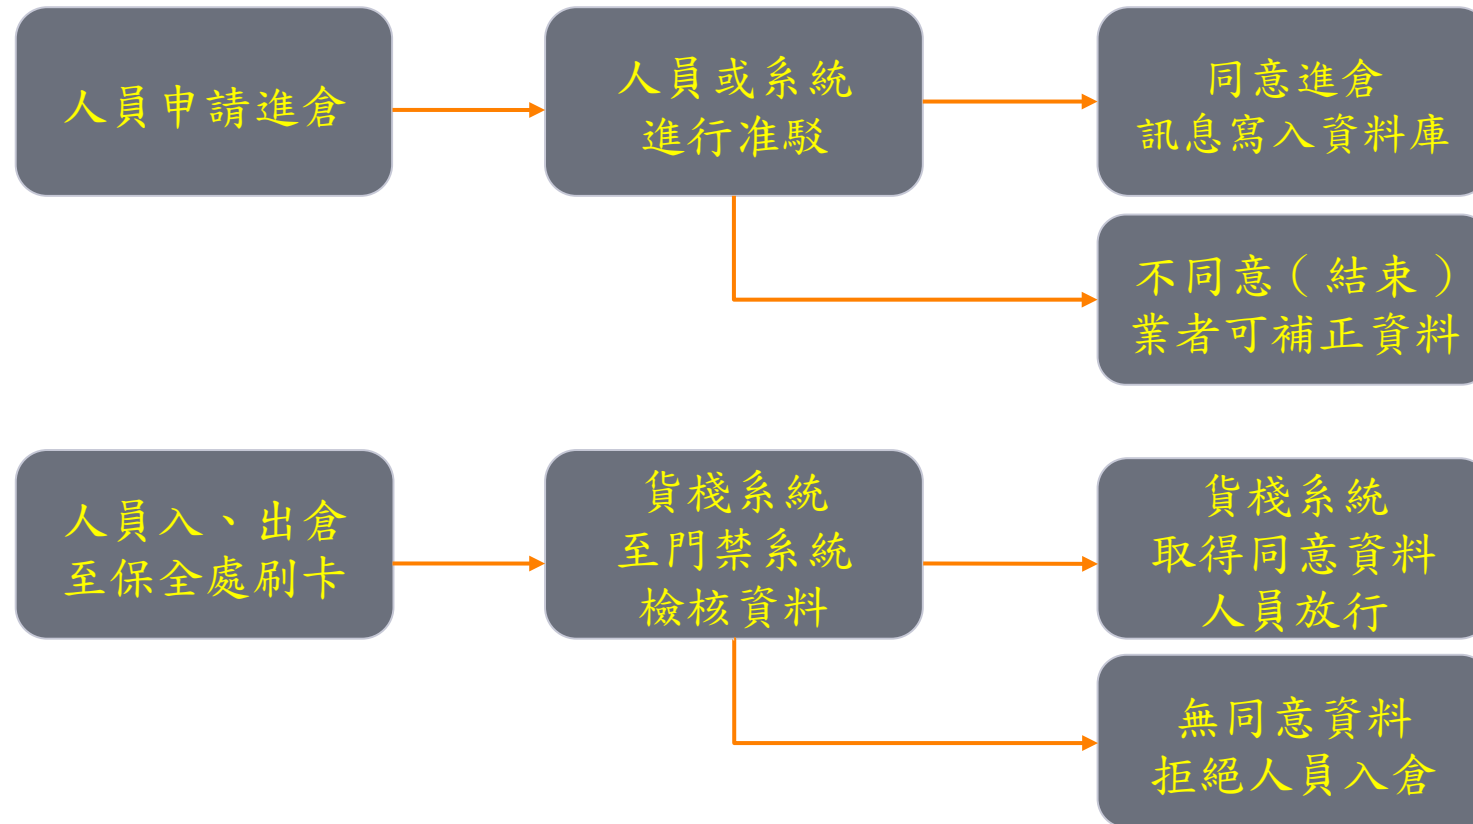 人員申請進倉
人員或系統
進行准駁
同意進倉
訊息寫入資料庫
不同意（結束）
業者可補正資料
人員入、出倉
至保全處刷卡
貨棧系統
至門禁系統
檢核資料
貨棧系統
取得同意資料
人員放行
無同意資料
拒絕人員入倉